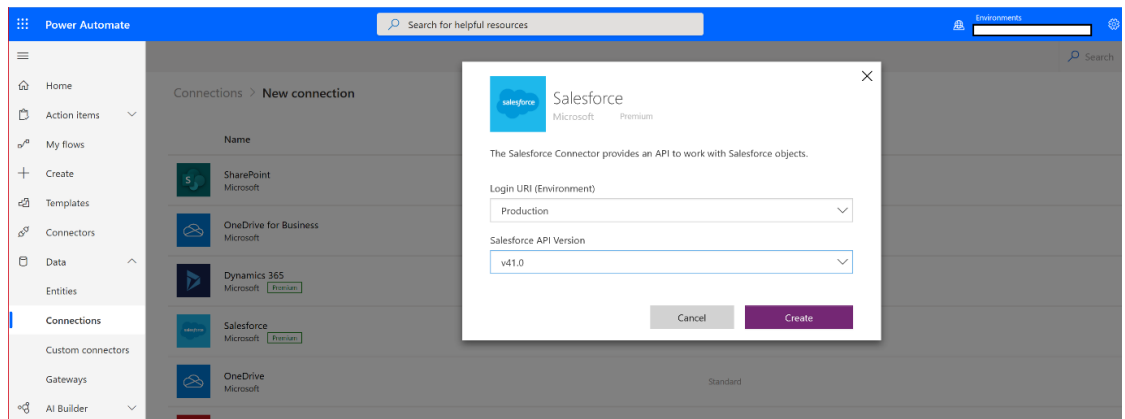 Power Automate
Search for helpful resources
Environments
Search
Home
Action items
My flows
Create
Templates
Connectors
Data
Entities
Connections
Custom connectors
Gateways
AI Builder
Connections > New connection
Name
SharePoint
Microsoft
OneDrive for Business
Microsoft
Dynamics 365
Microsoft Premium
salesforce
Salesforce
Microsoft Premium
OneDrive
Microsoft
Standard
salesforce
Salesforce
Microsoft Premium
The Salesforce Connector provides an API to work with Salesforce objects.
Login URI (Environment)
Production
Salesforce API Version
v41.0
Cancel Create